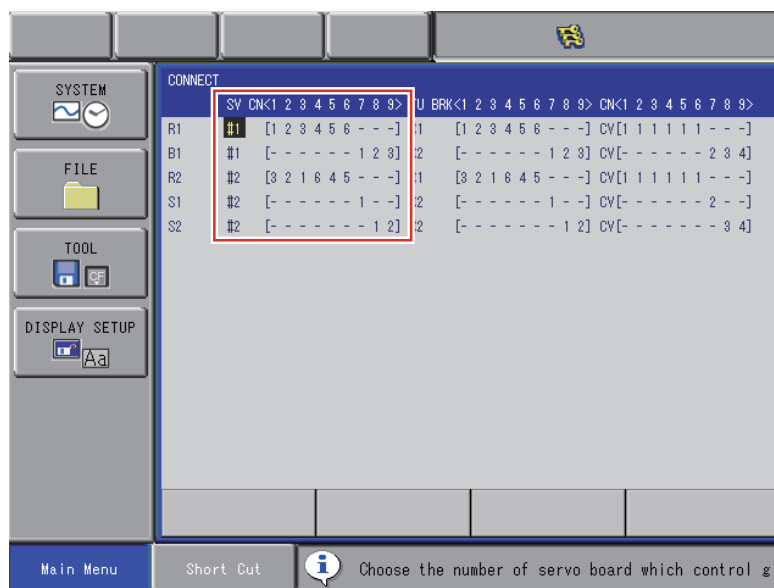 SYSTEM
FILE
TOOL
CF
DISPLAY SETUP
Aa
CONNECT
SV CN<1 2 3 4 5 6 7 8 9> TU BRK<1 2 3 4 5 6 7 8 9> CN<1 2 3 4 5 6 7 8 9>
R1 #1 [1 2 3 4 5 6 - - -] #1 [1 2 3 4 5 6 - - -] CV[1 1 1 1 1 1 - - -]
B1 #1 [- - - - - - 1 2 3] #2 [- - - - - - 1 2 3] CV[- - - - - - 2 3 4]
R2 #2 [3 2 1 6 4 5 - - -] #1 [3 2 1 6 4 5 - - -] CV[1 1 1 1 1 1 - - -]
S1 #2 [- - - - - - 1 - -] #2 [- - - - - - 1 - -] CV[- - - - - - 2 - -]
S2 #2 [- - - - - - - 1 2] #2 [- - - - - - - 1 2] CV[- - - - - - - 3 4]
Main Menu
Short Cut
Choose the number of servo board which control g